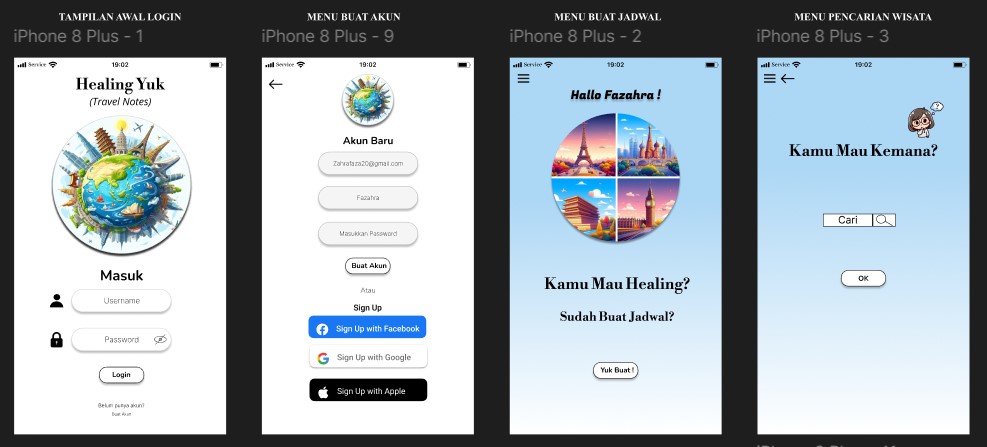 TAMPILAN AWAL LOGIN
iPhone 8 Plus - 1
Service
19:02
Healing Yuk
(Travel Notes)
Masuk
Username
Password
Login
Belum punya akun?
Buat Akun
MENU BUAT AKUN
iPhone 8 Plus - 9
Service
19:02
Akun Baru
Zahrafaza20@gmail.com
Fazahra
Masukkan Password
Buat Akun
Atau
Sign Up
Sign Up with Facebook
Sign Up with Google
Sign Up with Apple
MENU BUAT JADWAL
iPhone 8 Plus - 2
Service
19:02
Hallo Fazahra !
Kamu Mau Healing?
Sudah Buat Jadwal?
Yuk Buat !
MENU PENCARIAN WISATA
iPhone 8 Plus - 3
Service
19:02
?
Kamu Mau Kemana?
Cari
OK